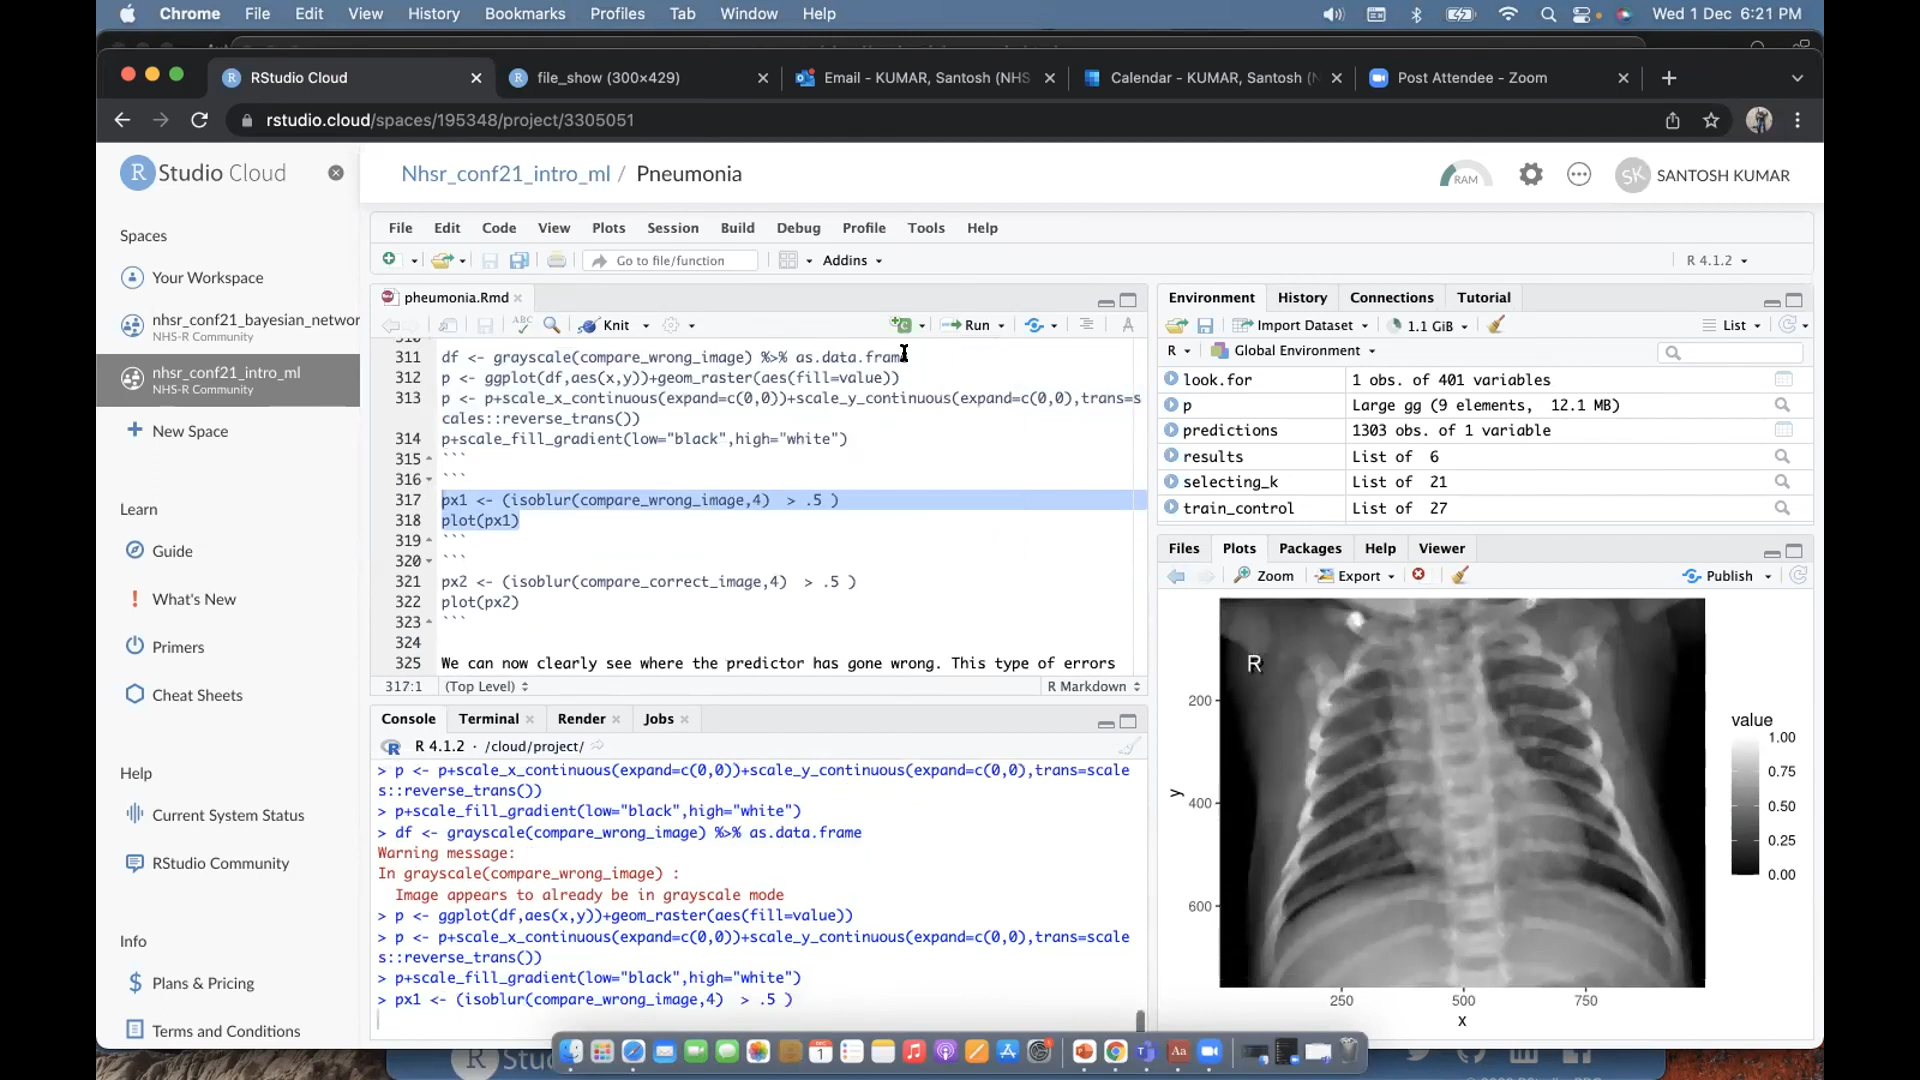 Chrome File Edit View History Bookmarks Profiles Tab Window Help Wed 1 Dec 6:21 PM
RStudio Cloud file_show (300×429) Email - KUMAR, Santosh (NHS Calendar - KUMAR, Santosh (N Post Attendee - Zoom
rstudio.cloud/spaces/195348/project/3305051
R Studio Cloud
Nhsr_conf21_intro_ml / Pneumonia
RAM
SK SANTOSH KUMAR
Spaces
Your Workspace
nhsr_conf21_bayesian_networ
NHS-R Community
nhsr_conf21_intro_ml
NHS-R Community
New Space
Learn
Guide
What's New
Primers
Cheat Sheets
Help
Current System Status
RStudio Community
Info
Plans & Pricing
Terms and Conditions
File Edit Code View Plots Session Build Debug Profile Tools Help
Go to file/function Addins R 4.1.2
pheumonia.Rmd
ABC Knit Run
311 df <- grayscale(compare_wrong_image) %>% as.data.frame
312 p <- ggplot(df,aes(x,y))+geom_raster(aes(fill=value))
313 p <- p+scale_x_continuous(expand=c(0,0))+scale_y_continuous(expand=c(0,0),trans=s
cales::reverse_trans())
314 p+scale_fill_gradient(low="black",high="white")
315 ```
316 ```
317 px1 <- (isoblur(compare_wrong_image,4) > .5 )
318 plot(px1)
319 ```
320 ```
321 px2 <- (isoblur(compare_correct_image,4) > .5 )
322 plot(px2)
323 ```
324
325 We can now clearly see where the predictor has gone wrong. This type of errors
317:1 (Top Level) R Markdown
Console Terminal Render Jobs
R 4.1.2 · /cloud/project/
> p <- p+scale_x_continuous(expand=c(0,0))+scale_y_continuous(expand=c(0,0),trans=scale
s::reverse_trans())
> p+scale_fill_gradient(low="black",high="white")
> df <- grayscale(compare_wrong_image) %>% as.data.frame
Warning message:
In grayscale(compare_wrong_image) :
Image appears to already be in grayscale mode
> p <- ggplot(df,aes(x,y))+geom_raster(aes(fill=value))
> p <- p+scale_x_continuous(expand=c(0,0))+scale_y_continuous(expand=c(0,0),trans=scale
s::reverse_trans())
> p+scale_fill_gradient(low="black",high="white")
> px1 <- (isoblur(compare_wrong_image,4) > .5 )
Environment History Connections Tutorial
Import Dataset 1.1 GiB List
R Global Environment
look.for 1 obs. of 401 variables
p Large gg (9 elements, 12.1 MB)
predictions 1303 obs. of 1 variable
results List of 6
selecting_k List of 21
train_control List of 27
Files Plots Packages Help Viewer
Zoom Export Publish
R
200
400
600
y
250 500 750
x
value
1.00
0.75
0.50
0.25
0.00